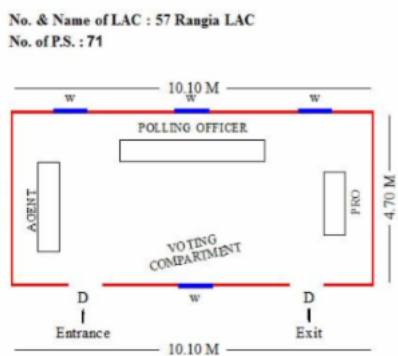 No. & Name of LAC : 57 Rangia LAC
No. of P.S. : 71
10.10 M
W W W
POLLING OFFICER
AGENT
PRO
4.70 M
VOTING
COMPARTMENT
D W D
Entrance Exit
10.10 M